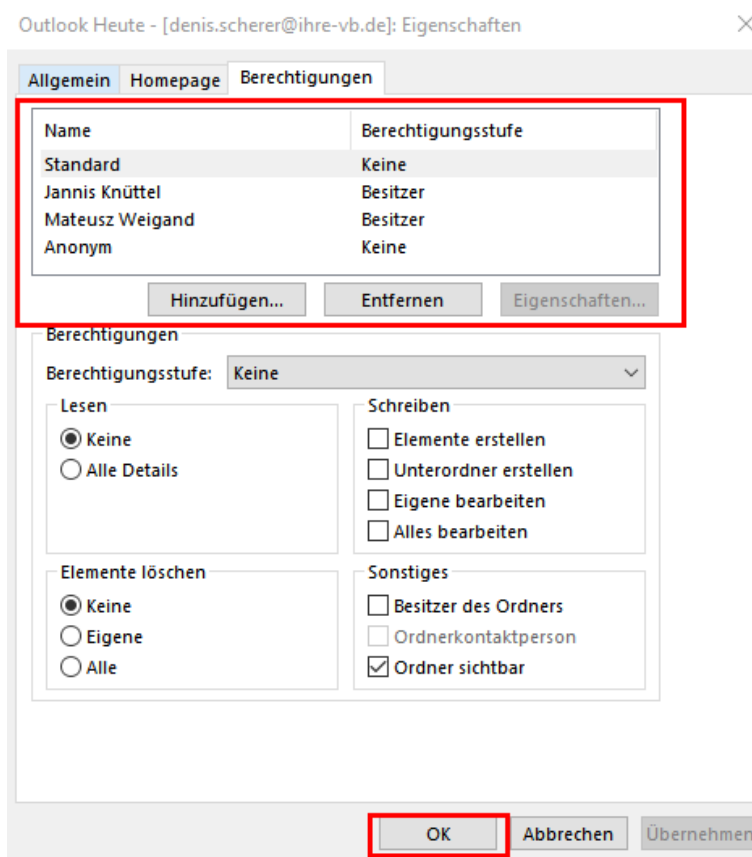 Outlook Heute - [denis.scherer@ihre-vb.de]: Eigenschaften
Allgemein Homepage Berechtigungen
Name Berechtigungsstufe
Standard Keine
Jannis Knüttel Besitzer
Mateusz Weigand Besitzer
Anonym Keine
Hinzufügen... Entfernen Eigenschaften...
Berechtigungen
Berechtigungsstufe: Keine
Lesen Schreiben
Keine Elemente erstellen
Alle Details Unterordner erstellen
Eigene bearbeiten
Alles bearbeiten
Elemente löschen Sonstiges
Keine Besitzer des Ordners
Eigene Ordnerkontaktperson
Alle Ordner sichtbar
OK Abbrechen Übernehmen